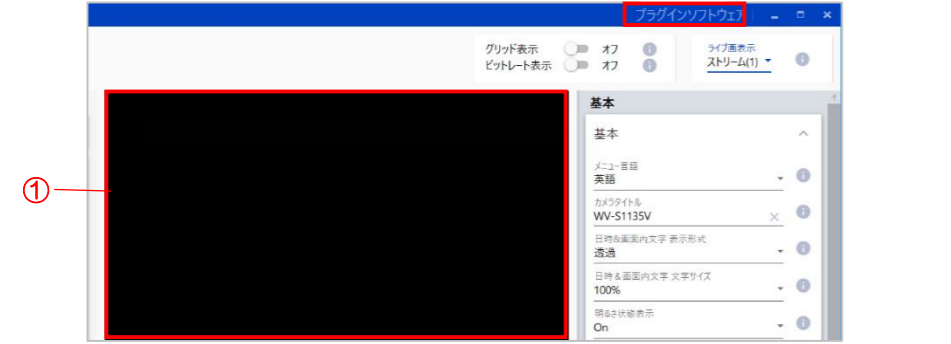 プラグインソフトウェア
グリッド表示 オフ
ビットレート表示 オフ
ライブ画表示
ストリーム(1)
①
基本
基本
メニュー言語
英語
カメラタイトル
WV-S1135V
日時&画面内文字 表示形式
透過
日時&画面内文字 文字サイズ
100%
明るさ状態表示
On